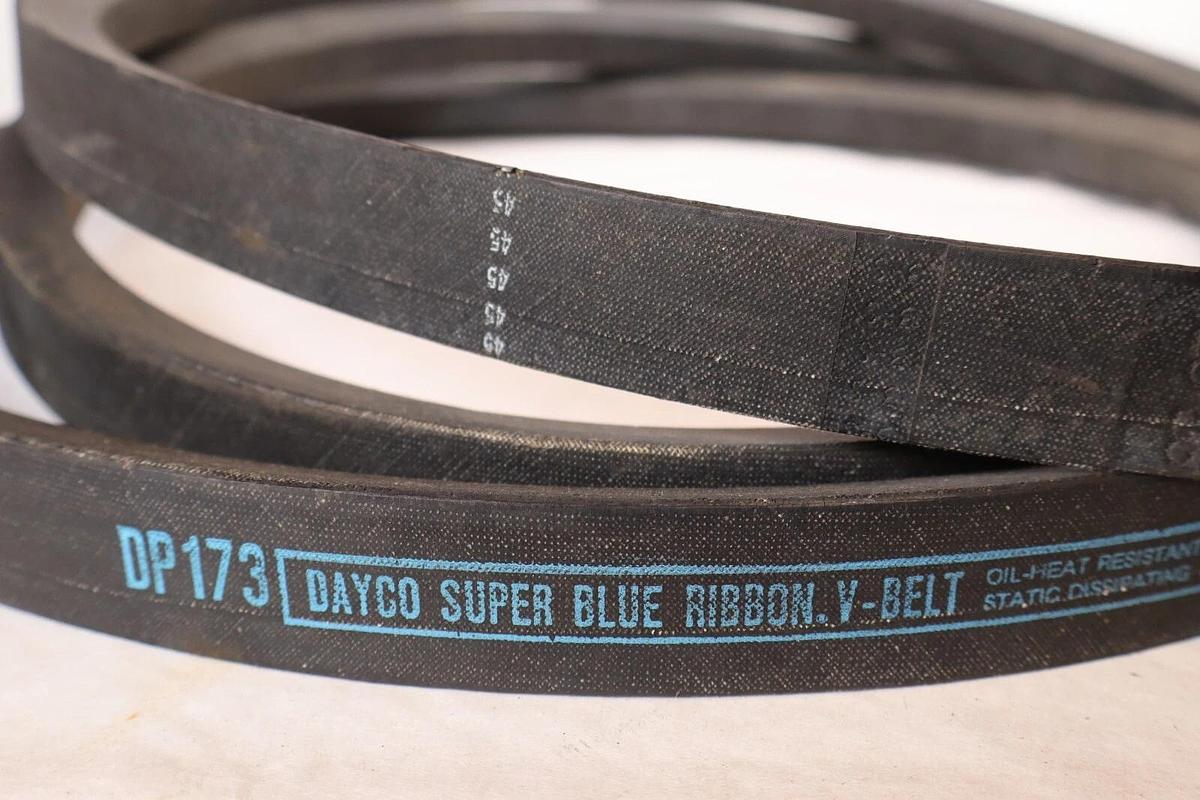 45
45
45
45
45
DP173 DAYCO SUPER BLUE RIBBON. V-BELT
OIL-HEAT RESISTANT
STATIC DISSIPATING